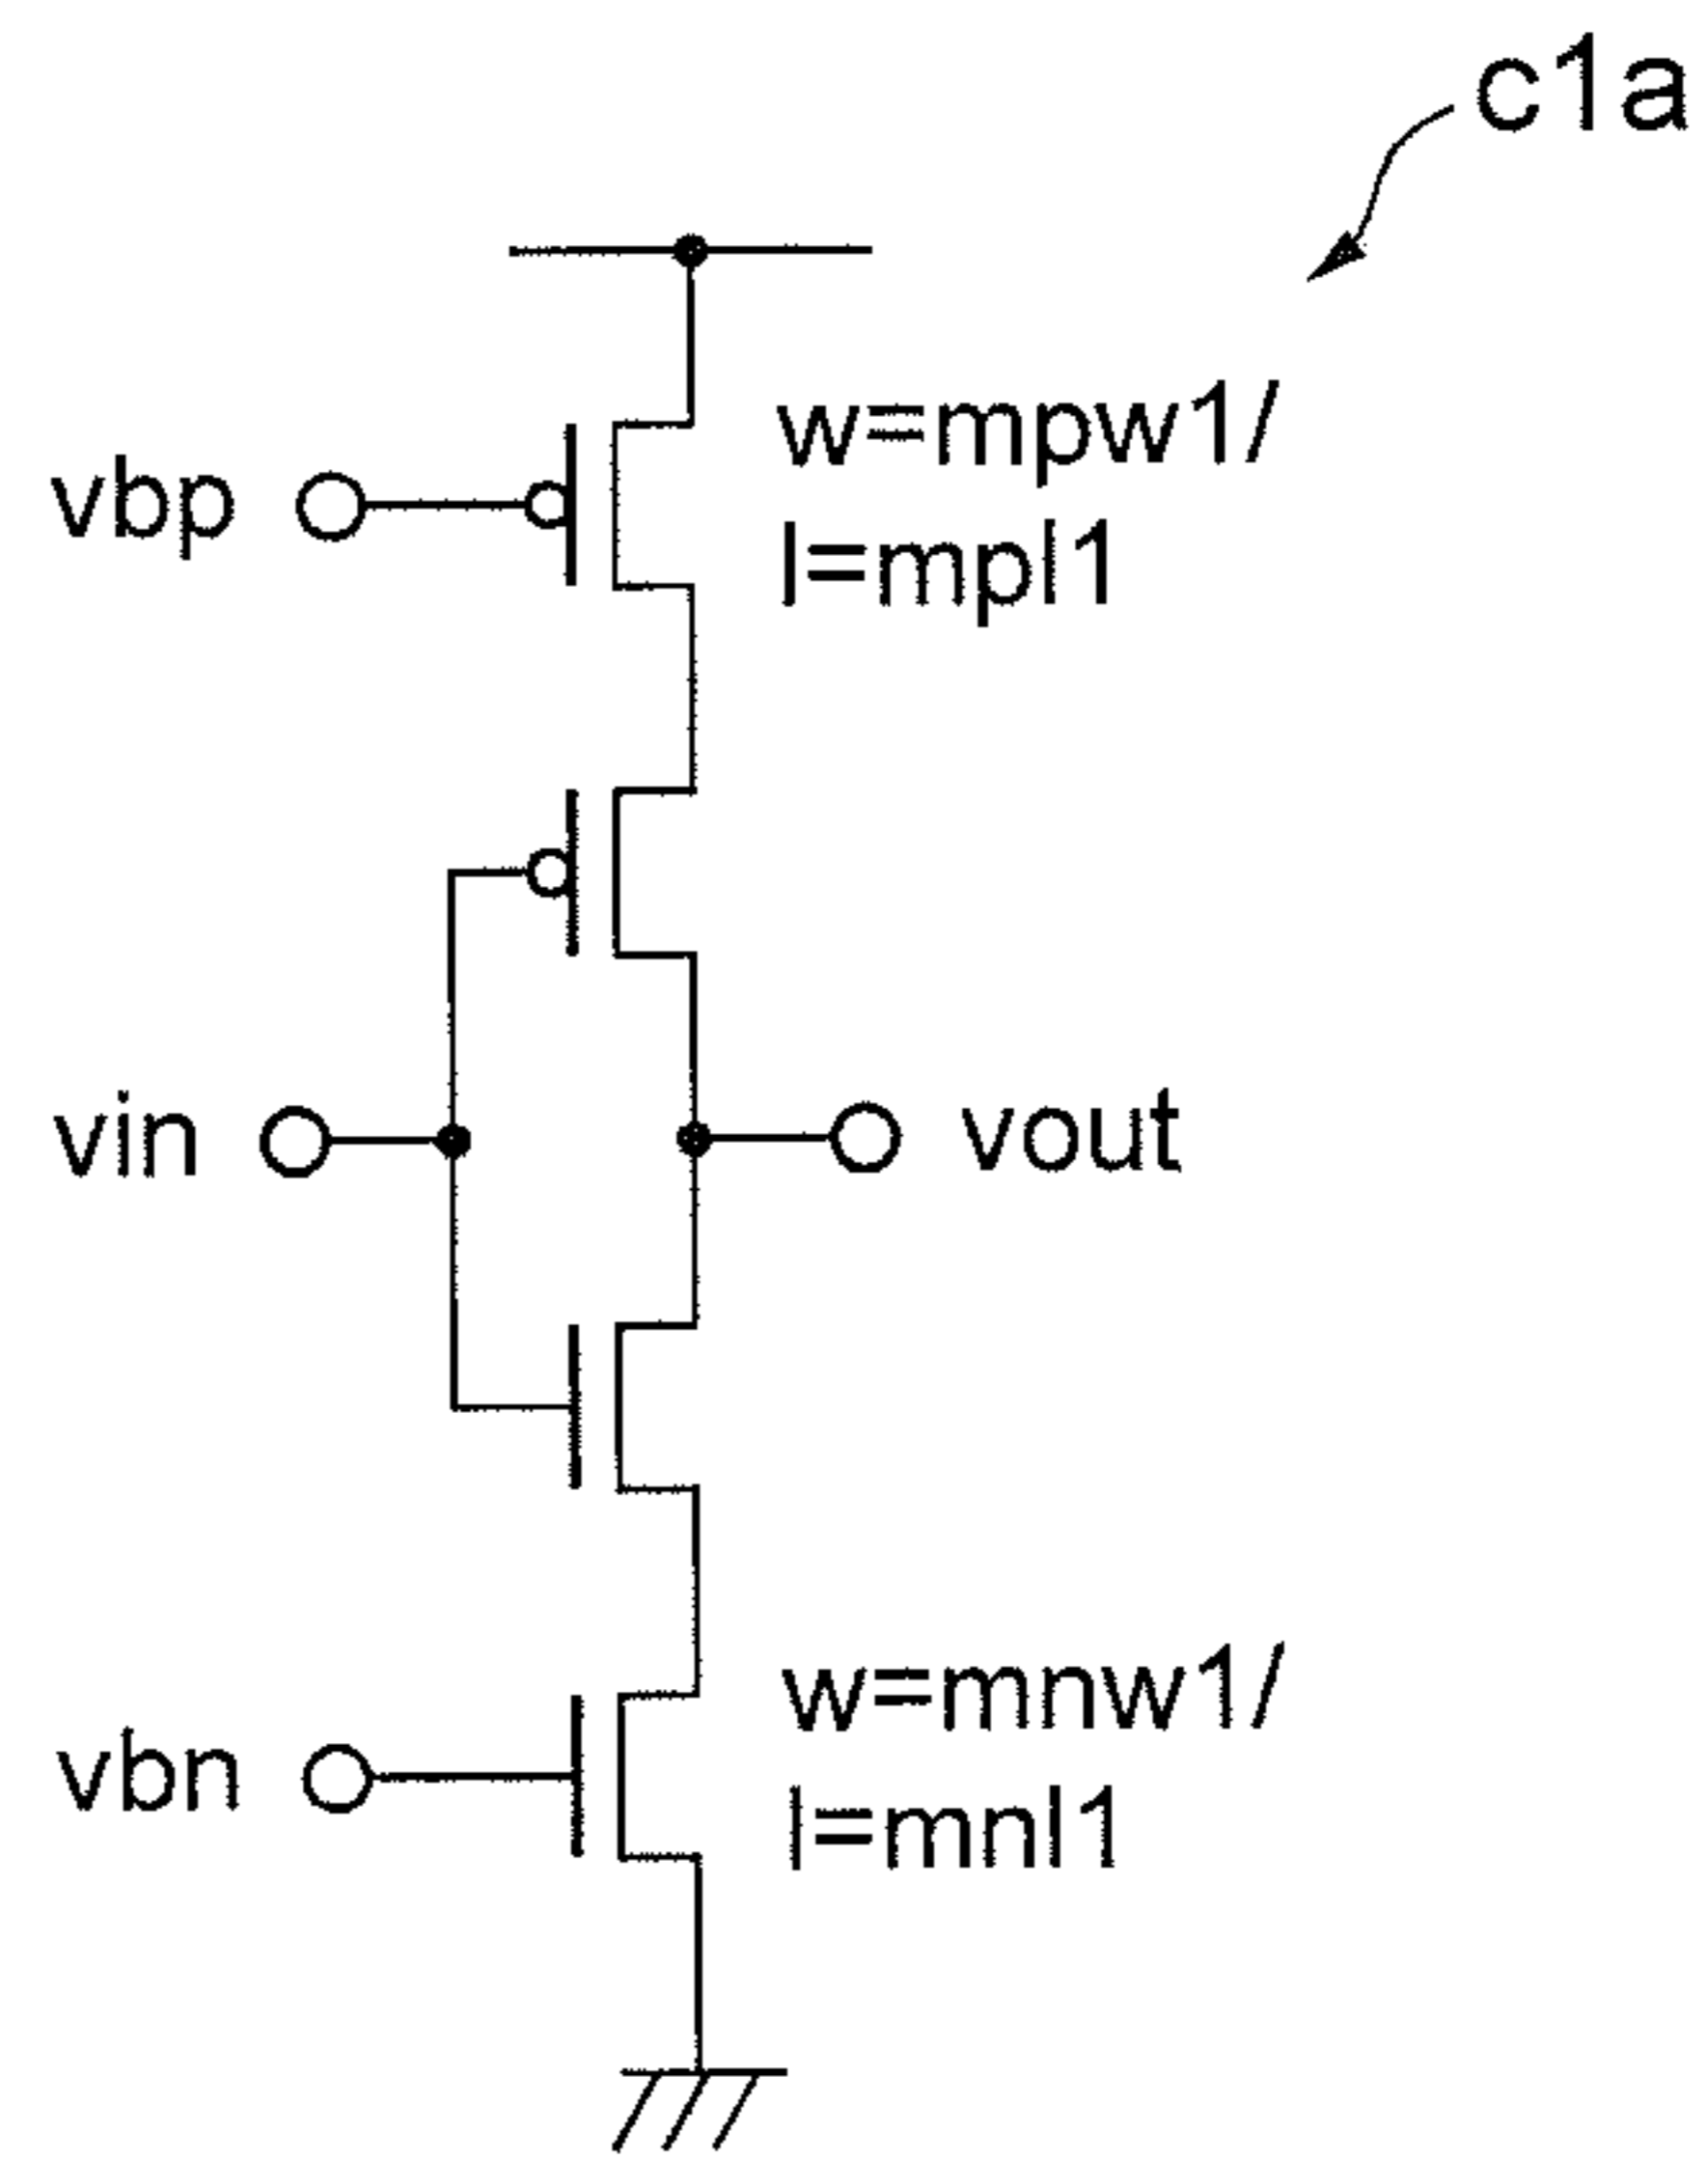 c1a
w=mpw1/
l=mpl1
vbp
vin
vout
w=mnw1/
l=mnl1
vbn